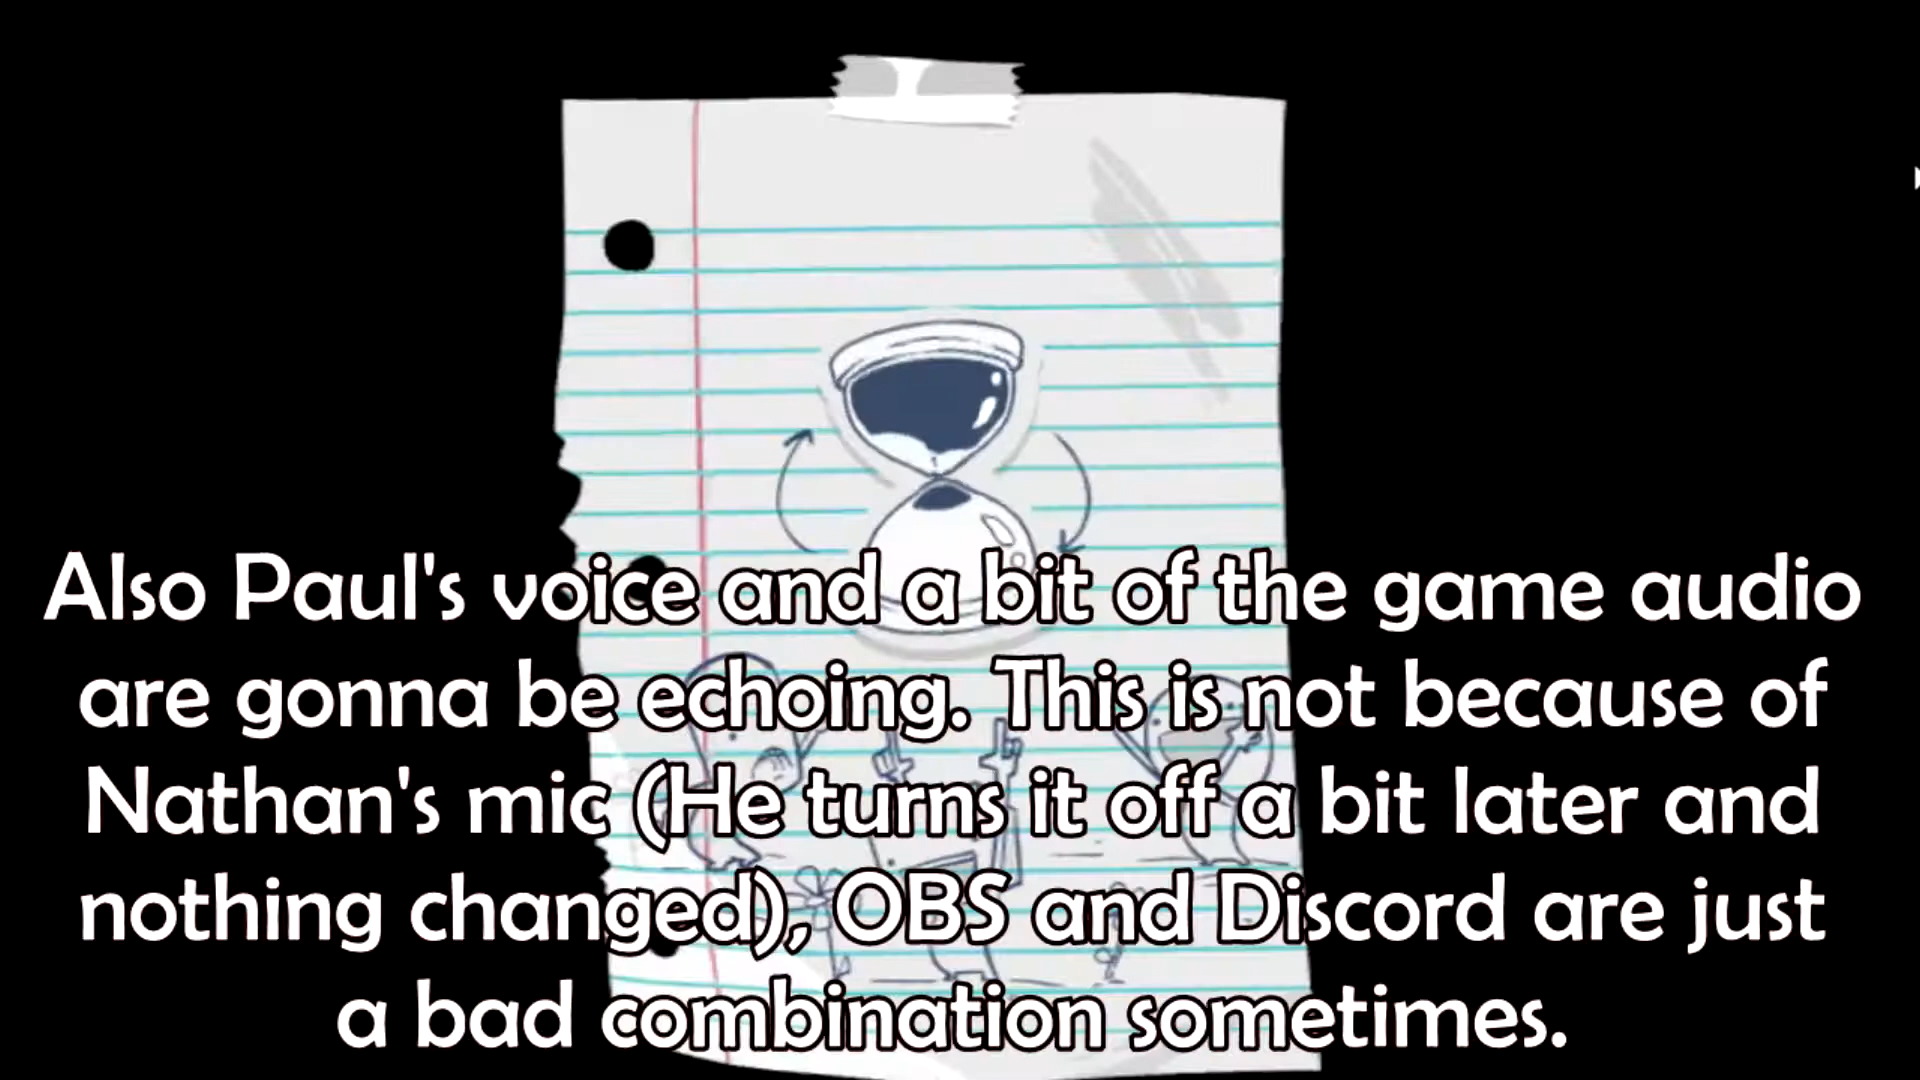 Also Paul's voice and a bit of the game audio
are gonna be echoing. This is not because of
Nathan's mic (He turns it off a bit later and
nothing changed), OBS and Discord are just
a bad combination sometimes.